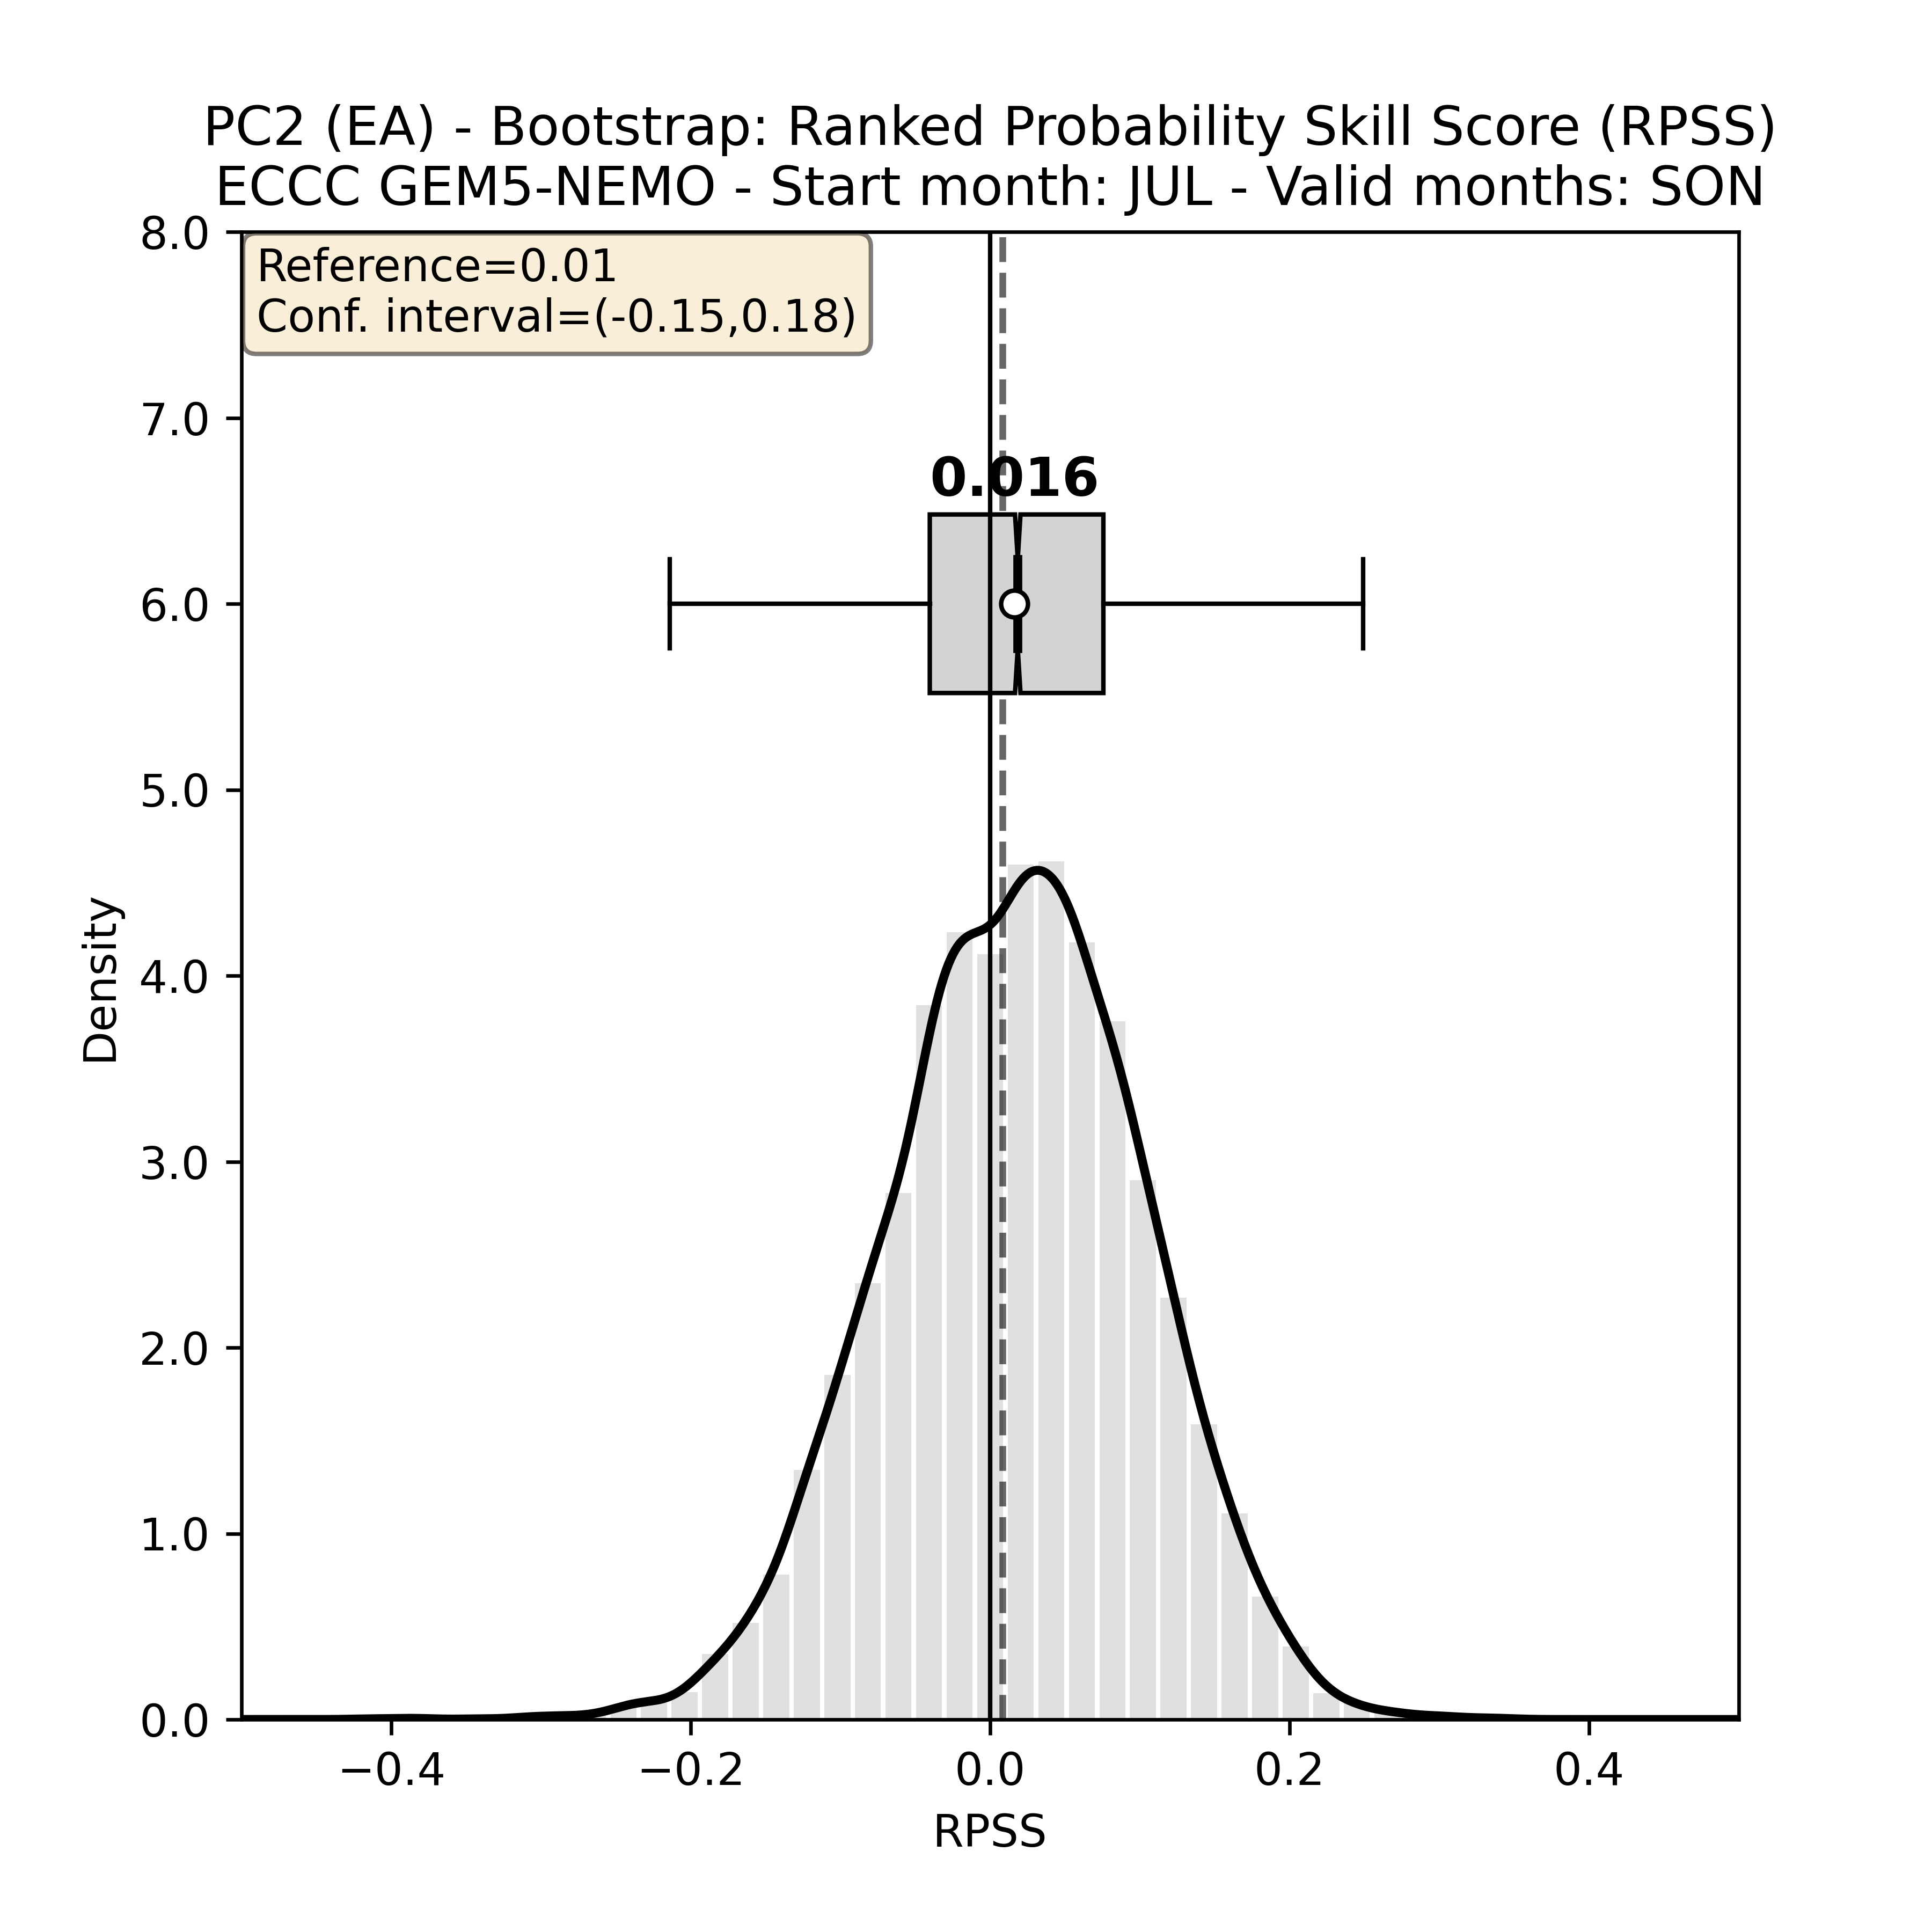 PC2 (EA) - Bootstrap: Ranked Probability Skill Score (RPSS)
ECCC GEM5-NEMO - Start month: JUL - Valid months: SON
8.0
Reference=0.01
Conf. interval=(-0.15,0.18)
7.0
0.016
6.0
5.0
Density
4.0
3.0
2.0
1.0
0.0
−0.4 −0.2 0.0 0.2 0.4
RPSS